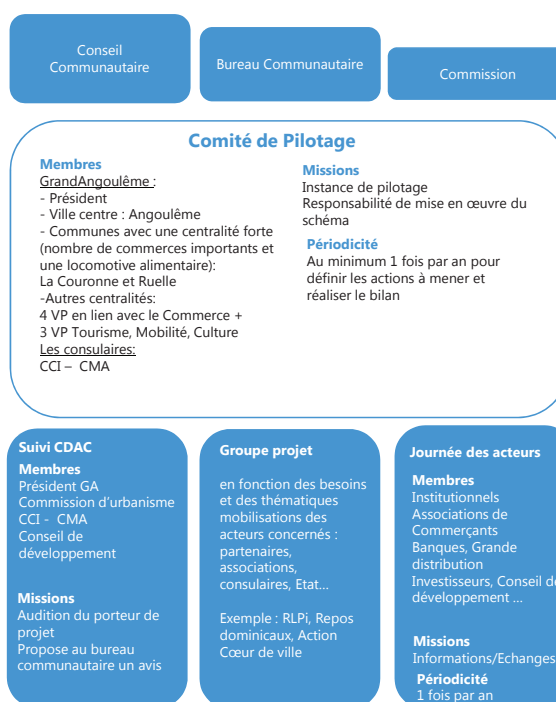 Conseil
Communautaire
Bureau Communautaire
Commission
Comité de Pilotage
Membres
GrandAngoulême :
- Président
- Ville centre : Angoulême
- Communes avec une centralité forte
(nombre de commerces importants et
une locomotive alimentaire):
La Couronne et Ruelle
-Autres centralités:
4 VP en lien avec le Commerce +
3 VP Tourisme, Mobilité, Culture
Les consulaires:
CCI – CMA
Missions
Instance de pilotage
Responsabilité de mise en œuvre du
schéma
Périodicité
Au minimum 1 fois par an pour
définir les actions à mener et
réaliser le bilan
Suivi CDAC
Membres
Président GA
Commission d'urbanisme
CCI - CMA
Conseil de
développement
Missions
Audition du porteur de
projet
Propose au bureau
communautaire un avis
Groupe projet
en fonction des besoins
et des thématiques
mobilisations des
acteurs concernés :
partenaires,
associations,
consulaires, Etat...
Exemple : RLPi, Repos
dominicaux, Action
Cœur de ville
Journée des acteurs
Membres
Institutionnels
Associations de
Commerçants
Banques, Grande
distribution
Investisseurs, Conseil de
développement ...
Missions
Informations/Echanges
Périodicité
1 fois par an